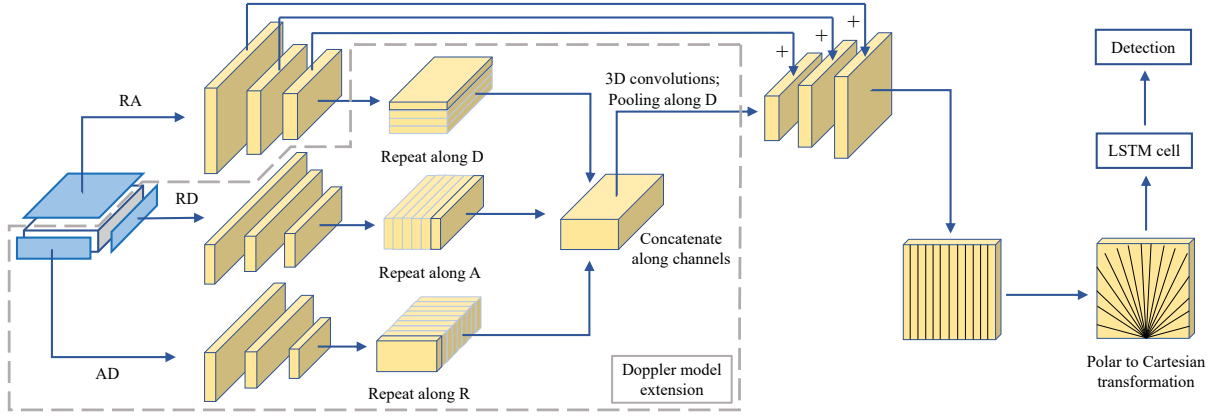 RA
Repeat along D
3D convolutions;
Pooling along D
+
+
+
Detection
LSTM cell
RD
Repeat along A
Concatenate
along channels
AD
Repeat along R
Doppler model
extension
Polar to Cartesian
transformation